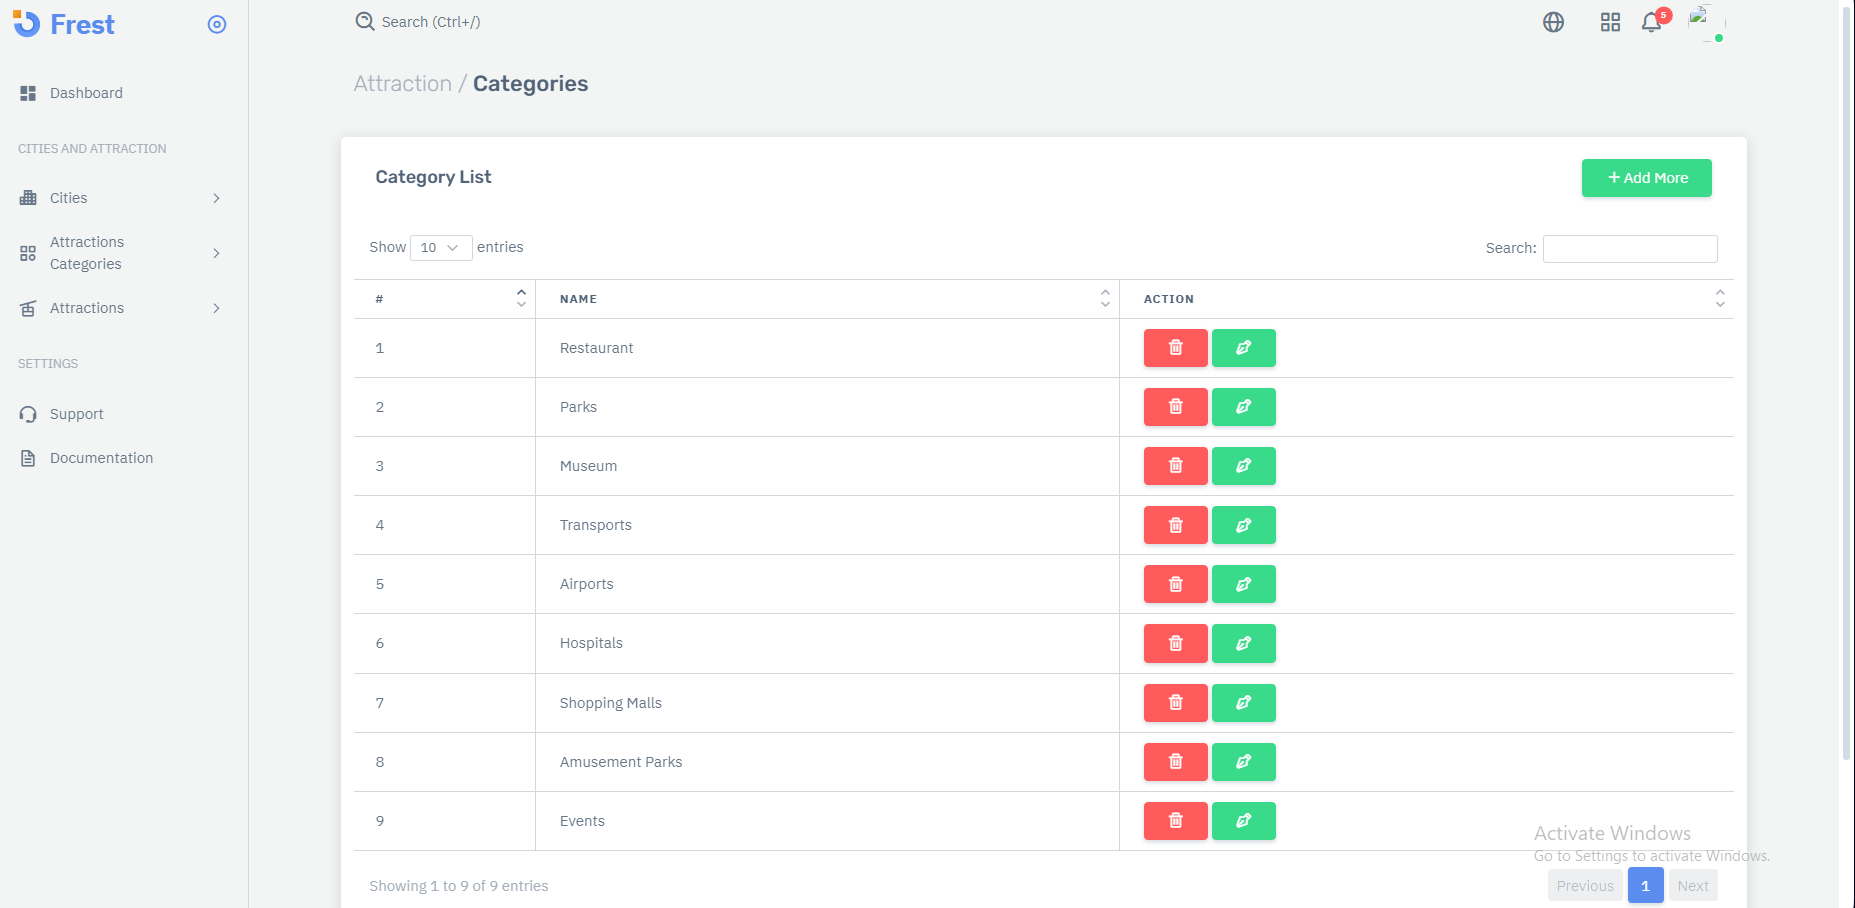 Frest
Search (Ctrl+/)
5
Attraction / Categories
Dashboard
CITIES AND ATTRACTION
Cities
Attractions
Categories
Attractions
SETTINGS
Support
Documentation
Category List
+ Add More
Show 10 entries
Search:
# NAME ACTION
1 Restaurant
2 Parks
3 Museum
4 Transports
5 Airports
6 Hospitals
7 Shopping Malls
8 Amusement Parks
9 Events
Activate Windows
Go to Settings to activate Windows.
Showing 1 to 9 of 9 entries
Previous 1 Next